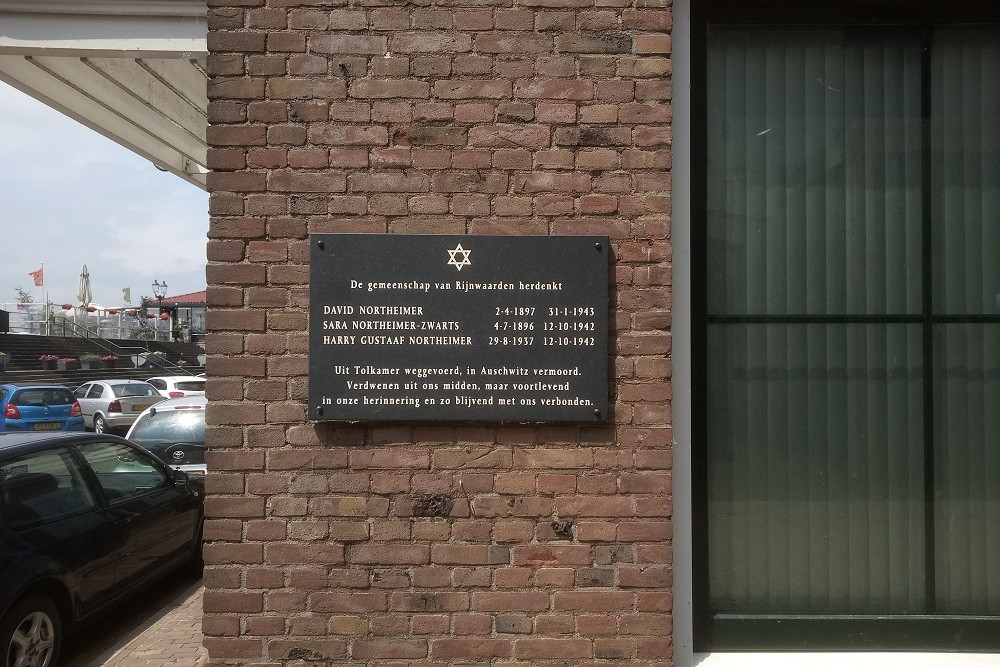 De gemeenschap van Rijnwaarden herdenkt
DAVID NORTHEIMER 2-4-1897 31-1-1943
SARA NORTHEIMER-ZWARTS 4-7-1896 12-10-1942
HARRY GUSTAAF NORTHEIMER 29-8-1937 12-10-1942
Uit Tolkamer weggevoerd, in Auschwitz vermoord.
Verdwenen uit ons midden, maar voortlevend
in onze herinnering en zo blijvend met ons verbonden.